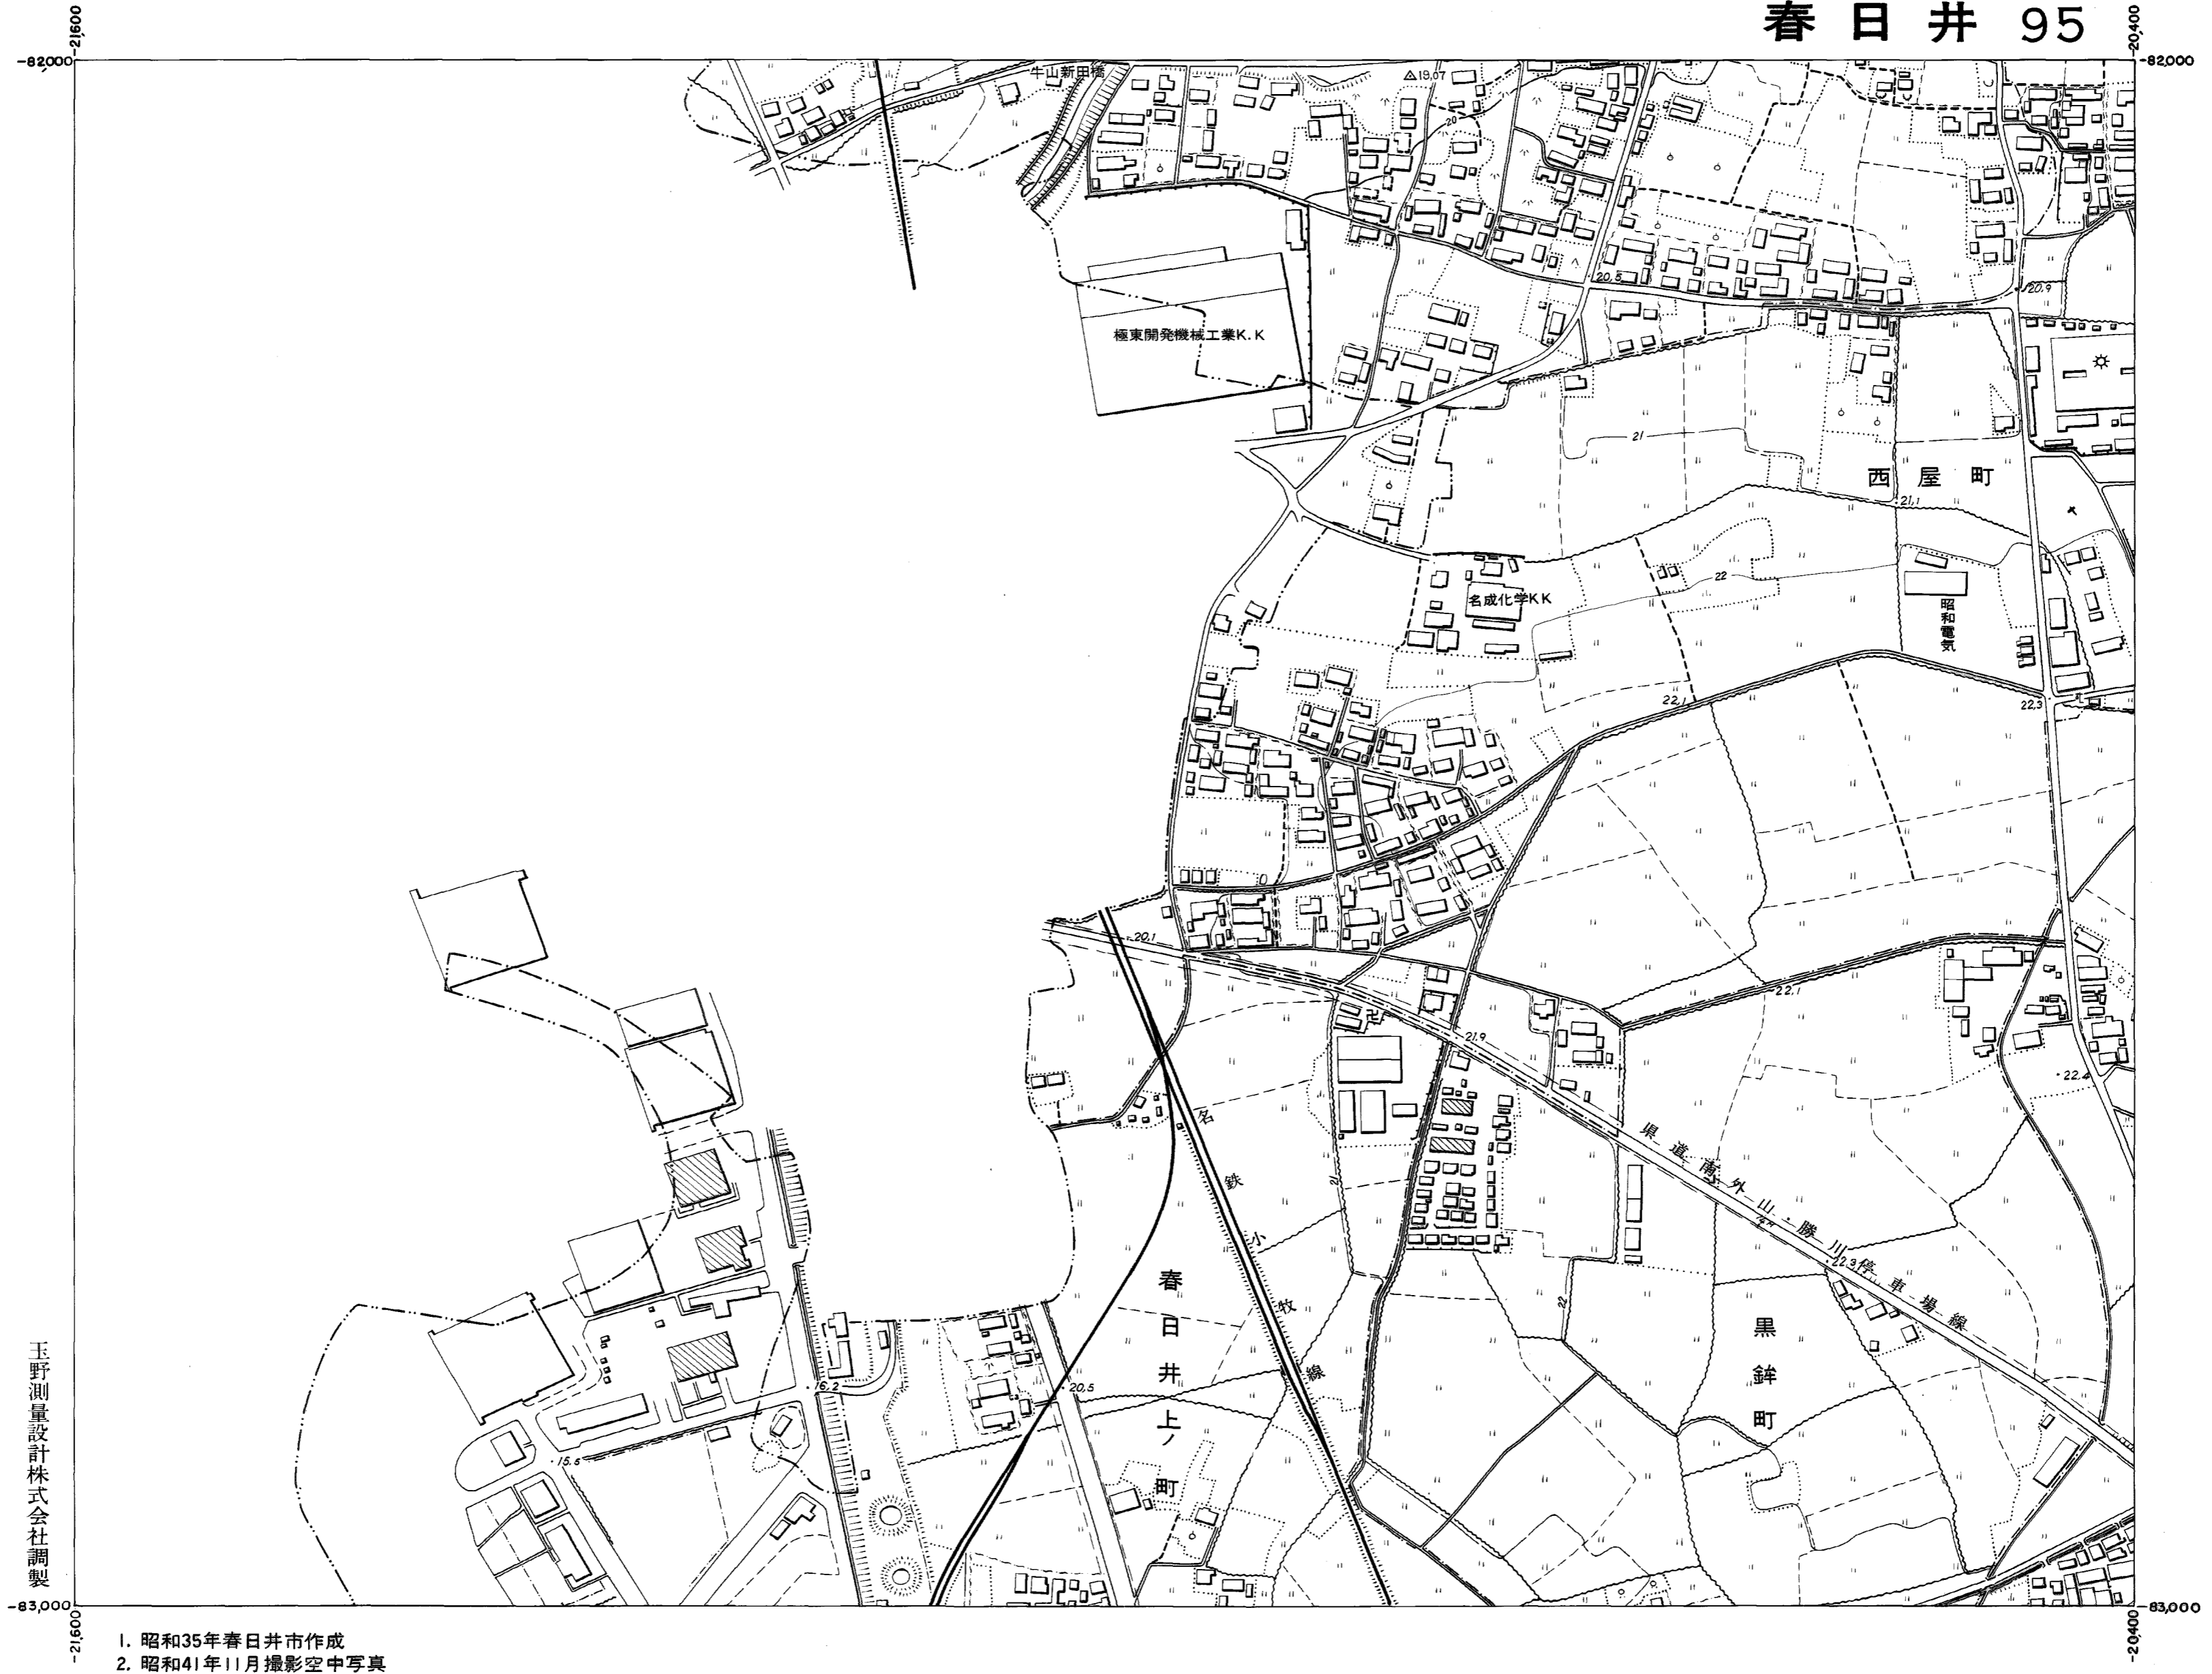 春日井 95
-21,600
-20,400
-82,000
-82,000
牛山新田橋
19.07
20
20.5
20.9
極東開発機械工業K.K
21
西屋町
21.1
22
名成化学KK
昭和電気
22.1
22.3
20.1
22.1
21.9
22.4
名鉄小牧線
県道南外山・勝川停車場線
21
22.3
22
春日井上ノ町
黒鉾町
16.2
20.5
15.6
玉野測量設計株式会社調製
-83,000
-83,000
-21,600
-20,400
1. 昭和35年春日井市作成
2. 昭和41年11月撮影空中写真